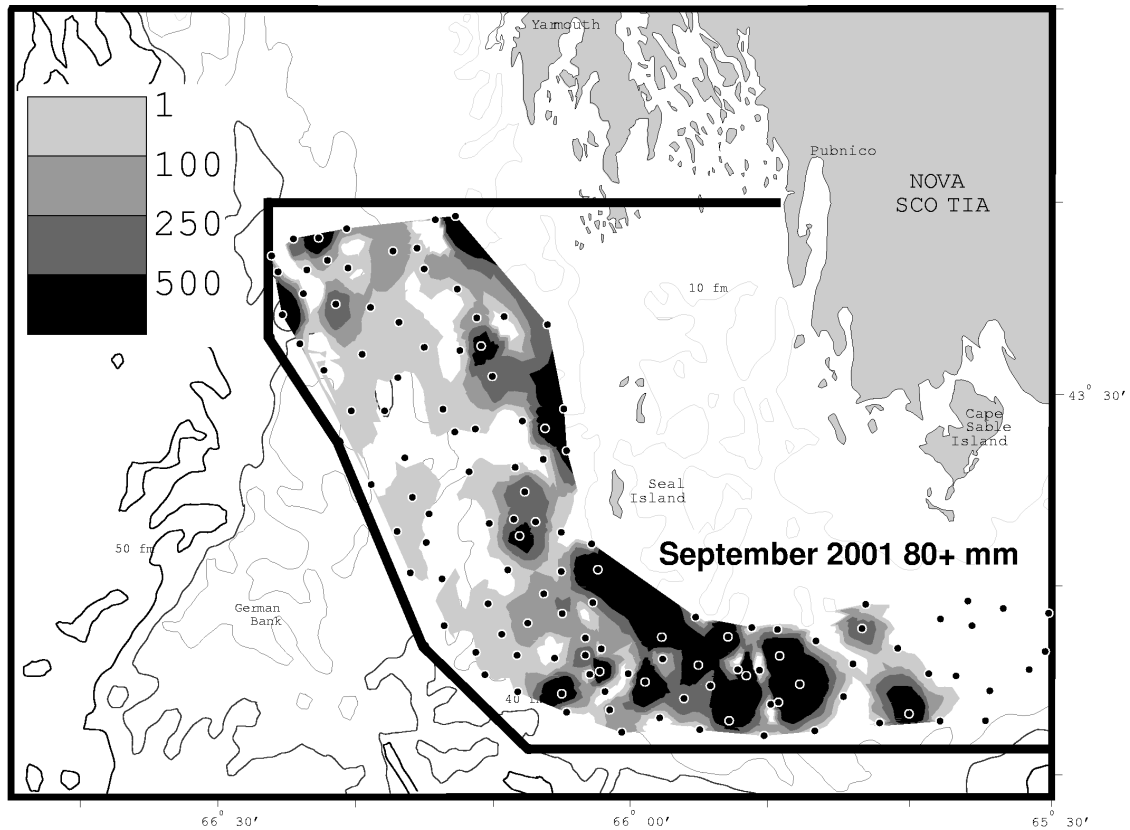 Yarmouth
1
100
250
500
Pubnico
NOVA
SCO TIA
10 fm
43° 30′
Cape
Sable
Island
Seal
Island
50 fm
September 2001 80+ mm
German
Bank
66° 30′
66° 00′
65° 30′